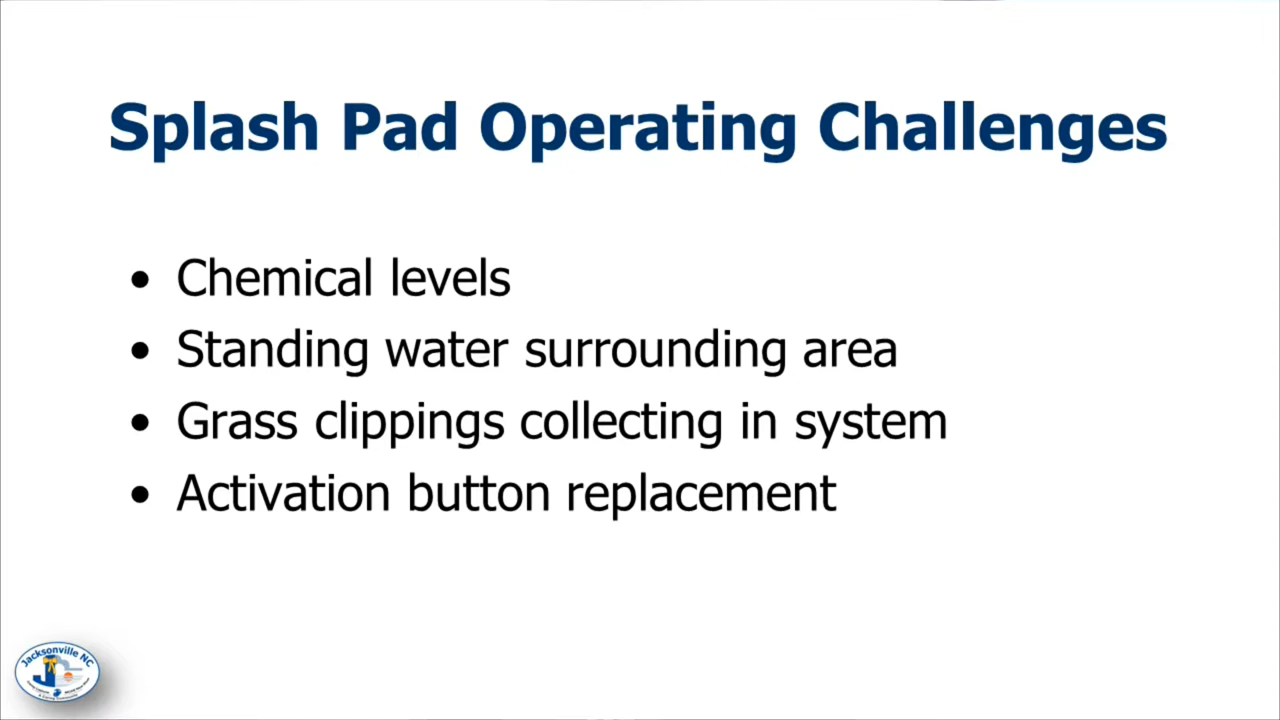 Splash Pad Operating Challenges
• Chemical levels
• Standing water surrounding area
• Grass clippings collecting in system
• Activation button replacement
Jacksonville NC